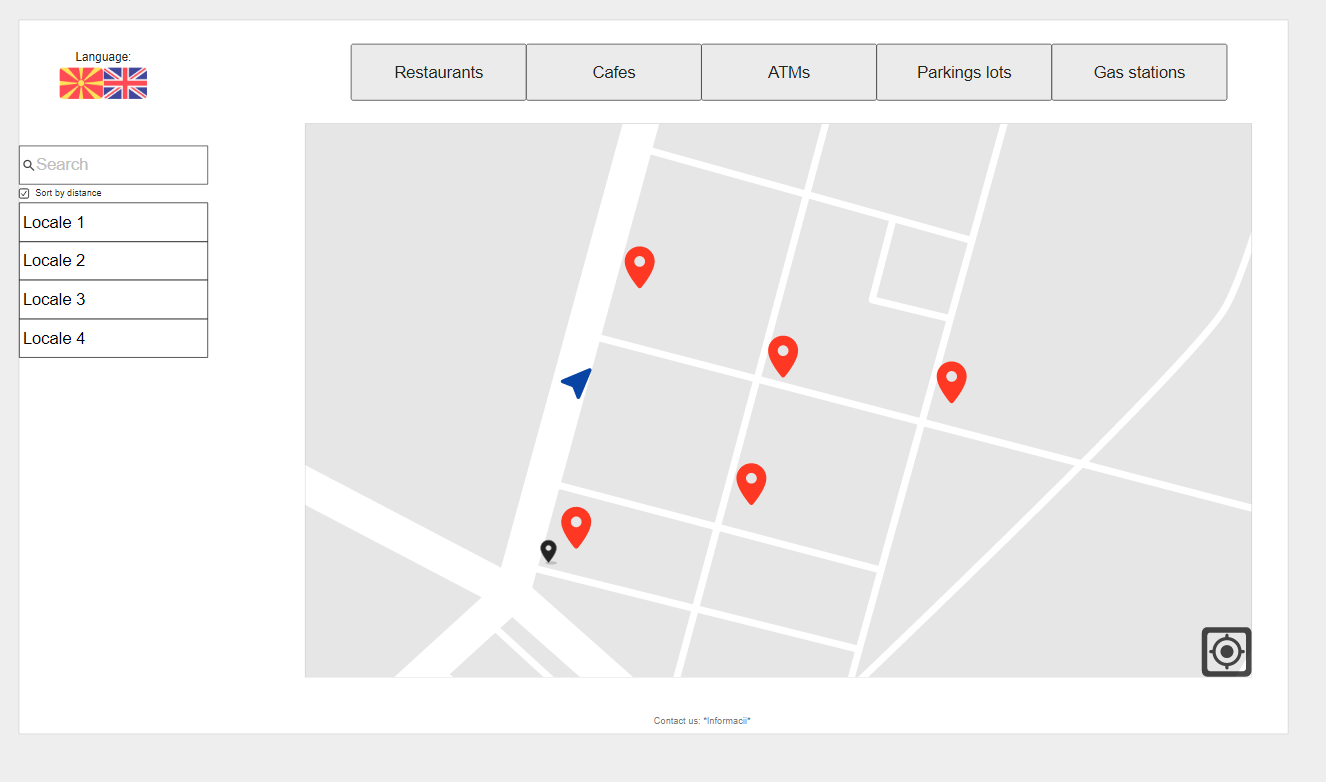 Language:
Restaurants
Cafes
ATMs
Parkings lots
Gas stations
Search
Sort by distance
Locale 1
Locale 2
Locale 3
Locale 4
Contact us: *Informacii*